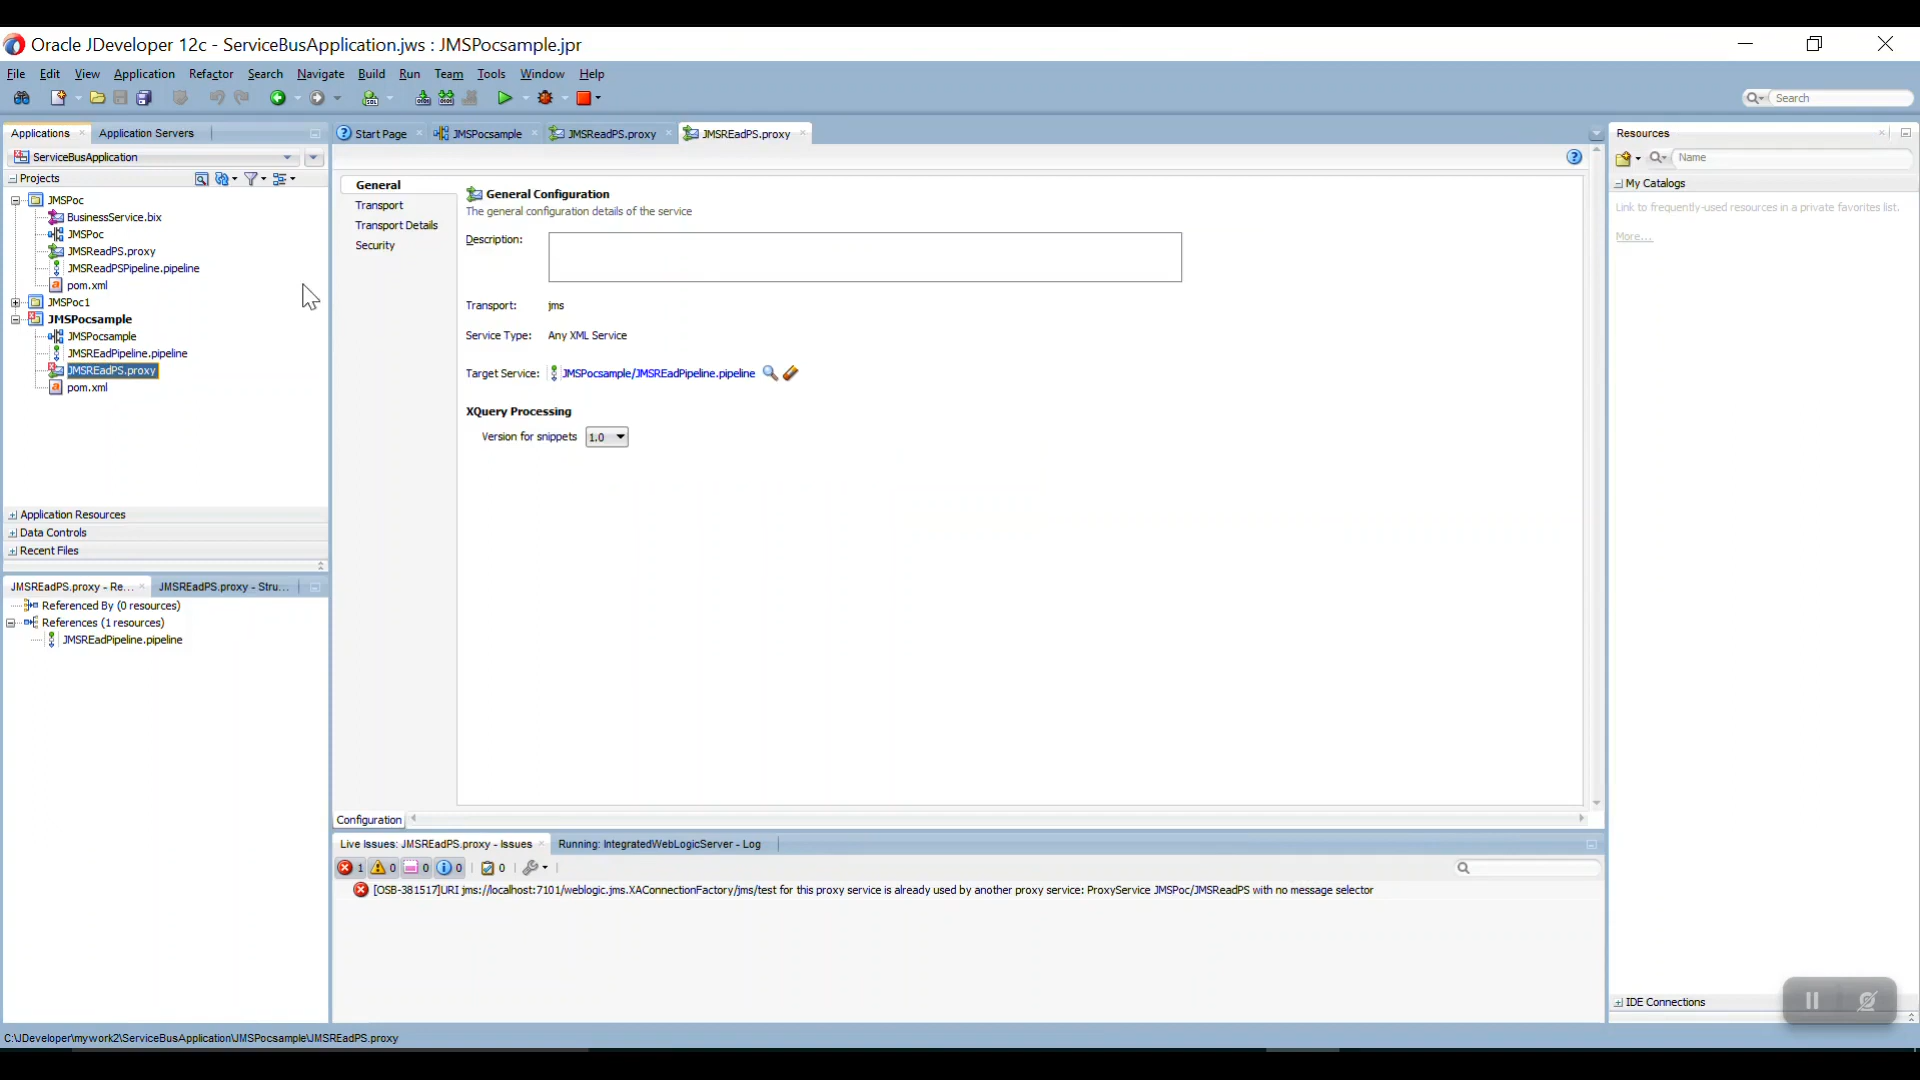 Oracle JDeveloper 12c - ServiceBusApplication.jws : JMSPocsample.jpr
File Edit View Application Refactor Search Navigate Build Run Team Tools Window Help
Search
Applications Application Servers
Start Page JMSPocsample JMSReadPS.proxy JMSREadPS.proxy
Resources
ServiceBusApplication
Name
Projects
My Catalogs
Link to frequently-used resources in a private favorites list.
More...
JMSPoc
BusinessService.bix
JMSPoc
JMSReadPS.proxy
JMSReadPSPipeline.pipeline
pom.xml
JMSPoc1
JMSPocsample
JMSPocsample
JMSREadPipeline.pipeline
JMSREadPS.proxy
pom.xml
General
Transport
Transport Details
Security
General Configuration
The general configuration details of the service
Description:
Transport: jms
Service Type: Any XML Service
Target Service: JMSPocsample/JMSREadPipeline.pipeline
XQuery Processing
Version for snippets 1.0
Application Resources
Data Controls
Recent Files
JMSREadPS.proxy - Re... JMSREadPS.proxy - Stru...
Referenced By (0 resources)
References (1 resources)
JMSREadPipeline.pipeline
Configuration
Live Issues: JMSREadPS.proxy - Issues Running: IntegratedWebLogicServer - Log
1 0 0 0 0
[OSB-381517]URI jms://localhost:7101/weblogic.jms.XAConnectionFactory/jms/test for this proxy service is already used by another proxy service: ProxyService JMSPoc/JMSReadPS with no message selector
IDE Connections
C:\JDeveloper\mywork2\ServiceBusApplication\JMSPocsample\JMSREadPS.proxy